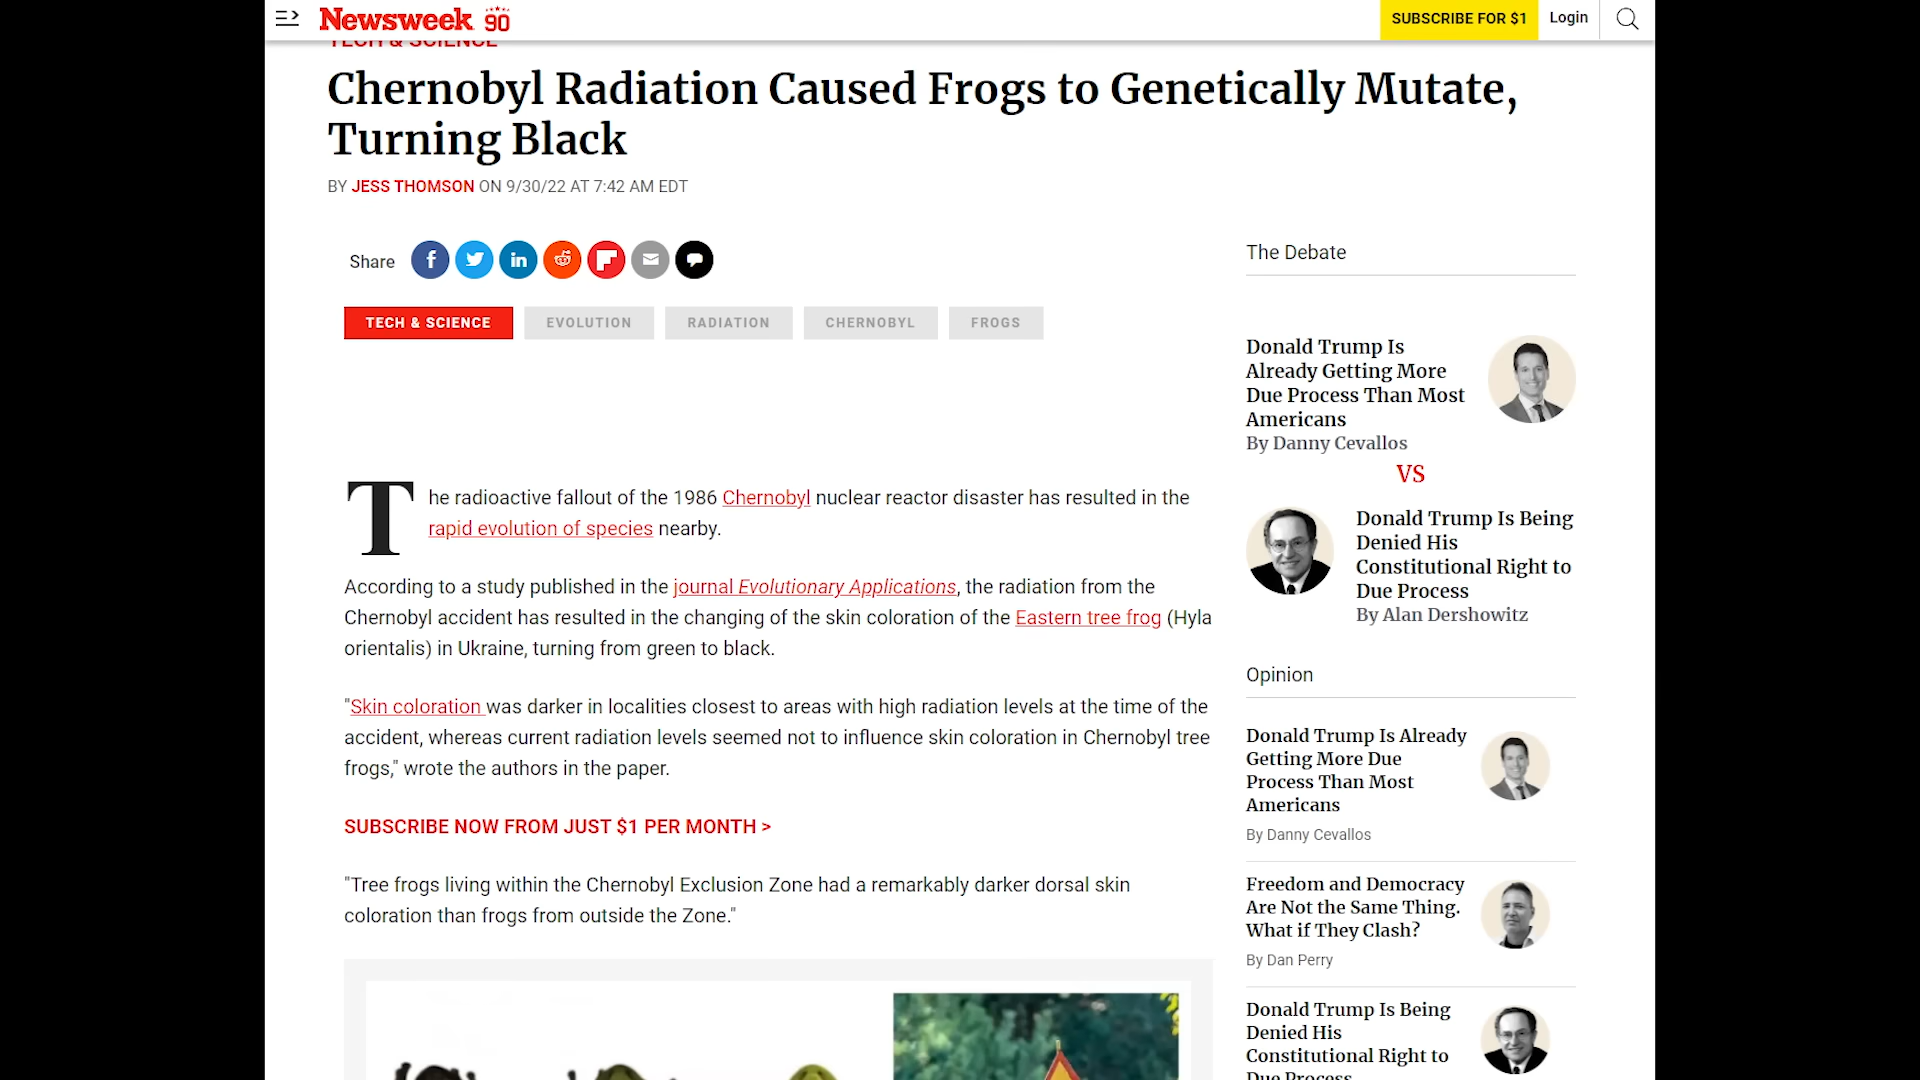 Newsweek 90
SUBSCRIBE FOR $1
Login
TECH & SCIENCE
Chernobyl Radiation Caused Frogs to Genetically Mutate,
Turning Black
BY JESS THOMSON ON 9/30/22 AT 7:42 AM EDT
Share
TECH & SCIENCE
EVOLUTION
RADIATION
CHERNOBYL
FROGS
The radioactive fallout of the 1986 Chernobyl nuclear reactor disaster has resulted in the
rapid evolution of species nearby.
According to a study published in the journal Evolutionary Applications, the radiation from the
Chernobyl accident has resulted in the changing of the skin coloration of the Eastern tree frog (Hyla
orientalis) in Ukraine, turning from green to black.
"Skin coloration was darker in localities closest to areas with high radiation levels at the time of the
accident, whereas current radiation levels seemed not to influence skin coloration in Chernobyl tree
frogs," wrote the authors in the paper.
SUBSCRIBE NOW FROM JUST $1 PER MONTH >
"Tree frogs living within the Chernobyl Exclusion Zone had a remarkably darker dorsal skin
coloration than frogs from outside the Zone."
The Debate
Donald Trump Is
Already Getting More
Due Process Than Most
Americans
By Danny Cevallos
VS
Donald Trump Is Being
Denied His
Constitutional Right to
Due Process
By Alan Dershowitz
Opinion
Donald Trump Is Already
Getting More Due
Process Than Most
Americans
By Danny Cevallos
Freedom and Democracy
Are Not the Same Thing.
What if They Clash?
By Dan Perry
Donald Trump Is Being
Denied His
Constitutional Right to
Due Process